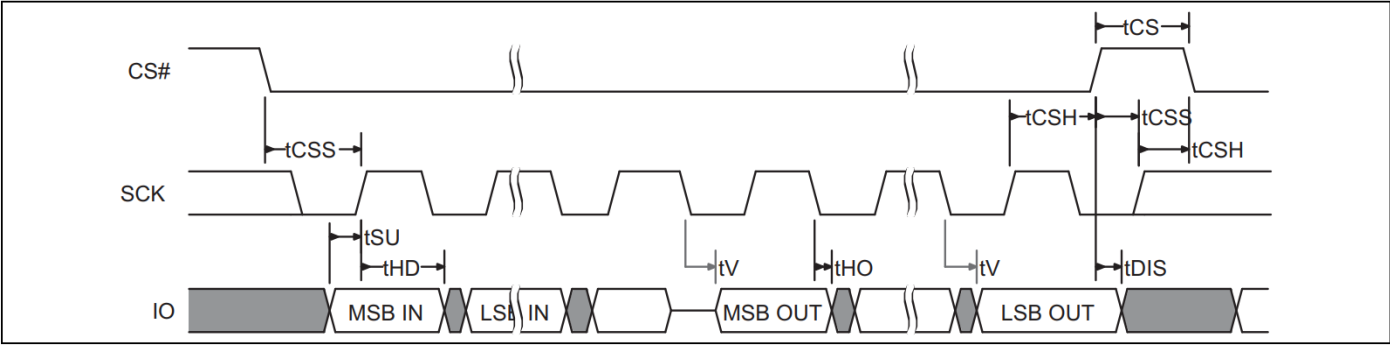 tCS
CS#
tCSH tCSS
tCSS tCSH
SCK
tSU
tHD tV tHO tV tDIS
IO MSB IN LSB IN MSB OUT LSB OUT